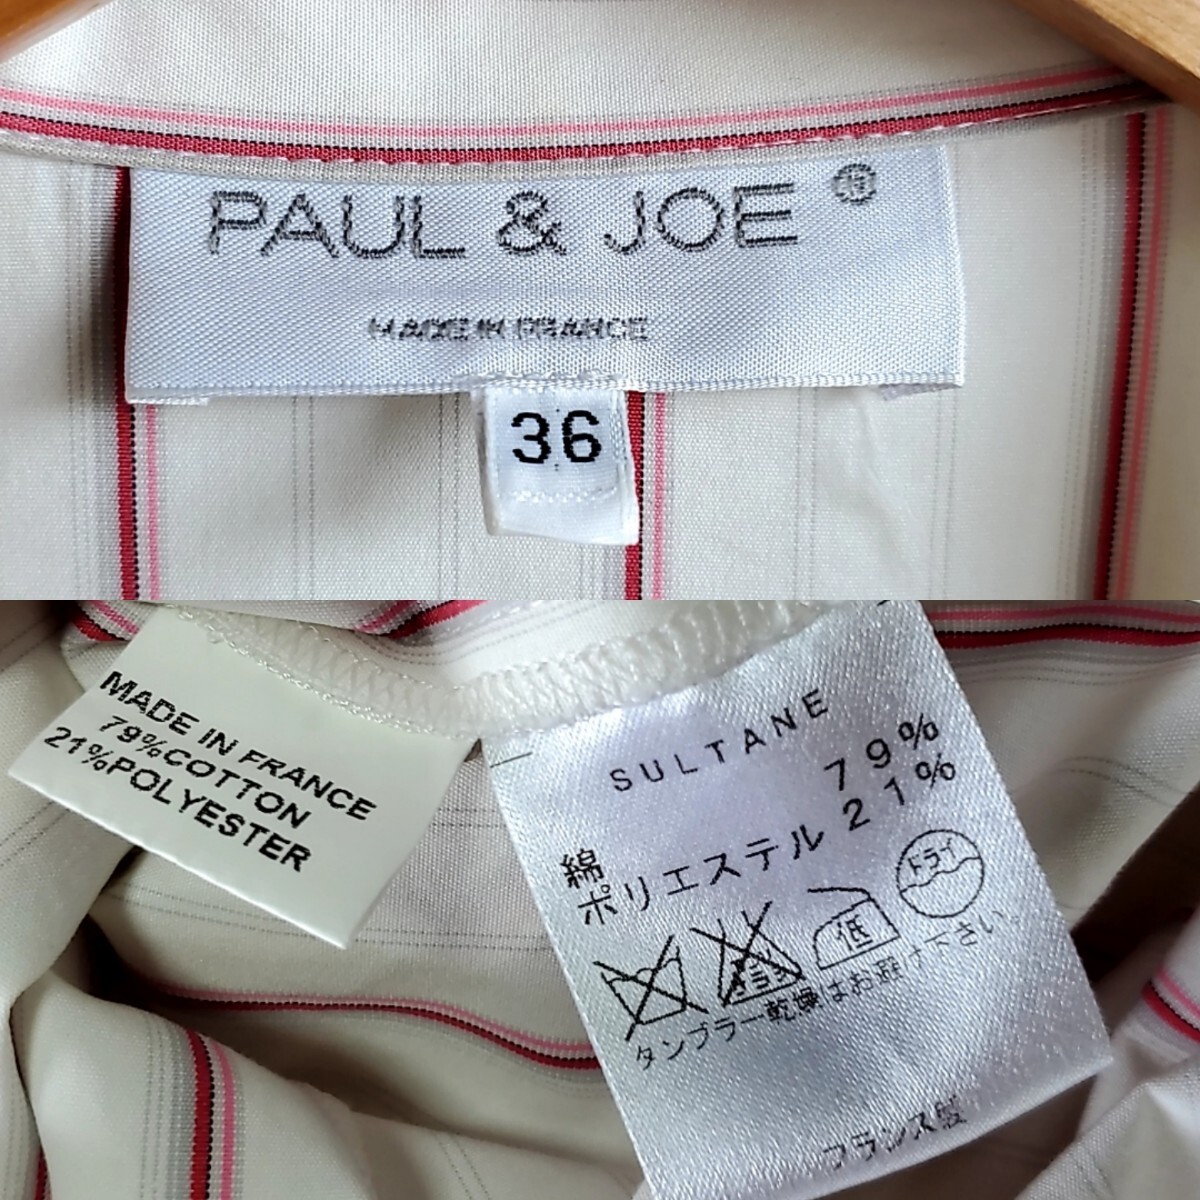 PAUL & JOE ®
MADE IN FRANCE
36
MADE IN FRANCE
79%COTTON
21%POLYESTER
SULTANE
綿 79%
ポリエステル 21%
低
ドライ
タンブラー乾燥はお避け下さい。
フランス製